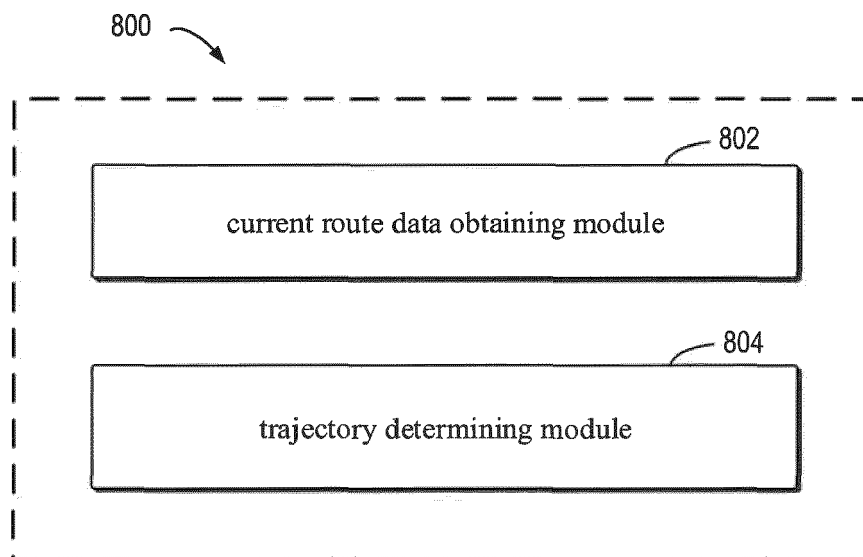 800
802
current route data obtaining module
804
trajectory determining module